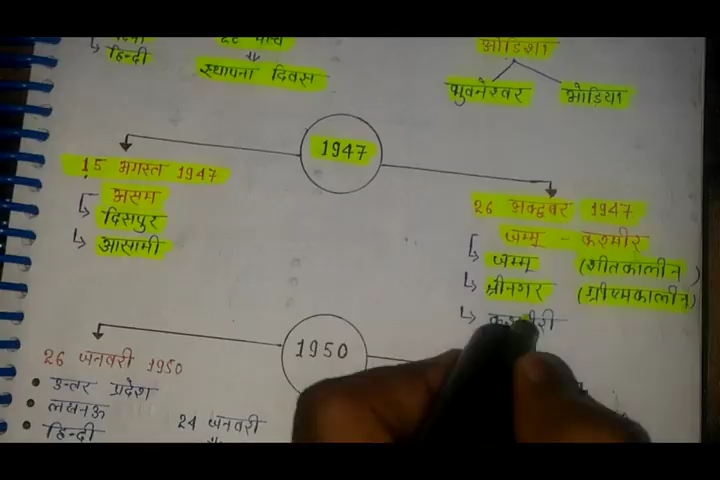 हिन्दी
स्थापना दिवस
ओडिशा
भुवनेश्वर
ओड़िया
1947
15 अगस्त 1947
असम
दिसपुर
आसामी
26 अक्टूबर 1947
जम्मू - कश्मीर
जम्मू (शीतकालीन)
श्रीनगर (ग्रीष्मकालीन)
1950
26 जनवरी 1950
उत्तर प्रदेश
लखनऊ
हिन्दी
24 जनवरी